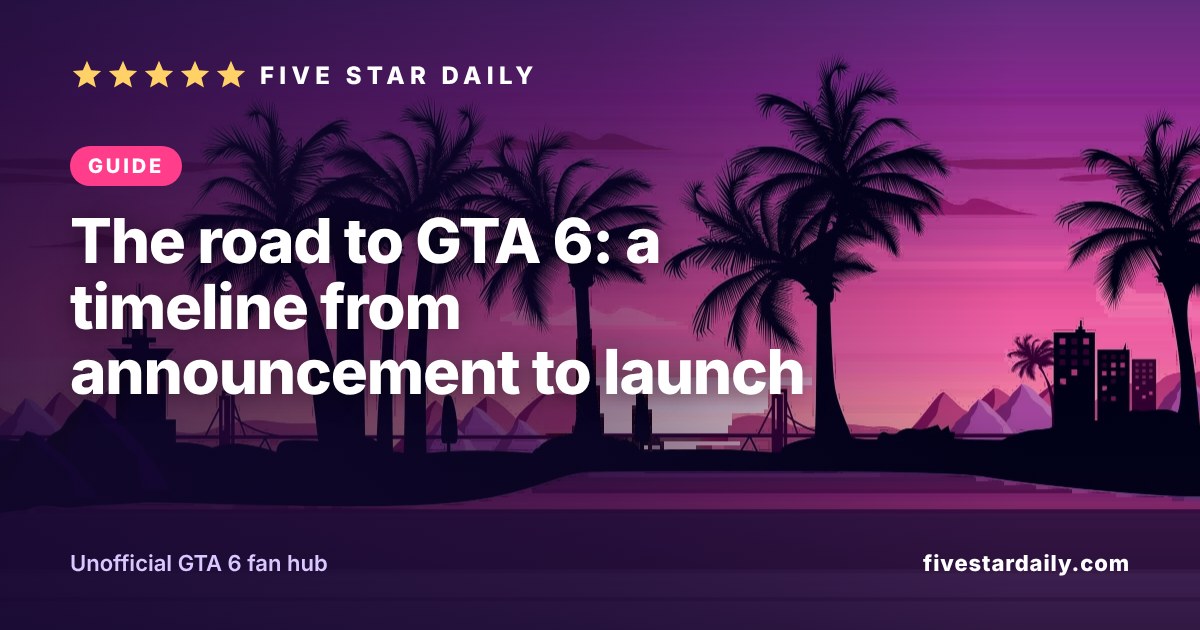 FIVE STAR DAILY
GUIDE
The road to GTA 6: a
timeline from
announcement to launch
Unofficial GTA 6 fan hub
fivestardaily.com